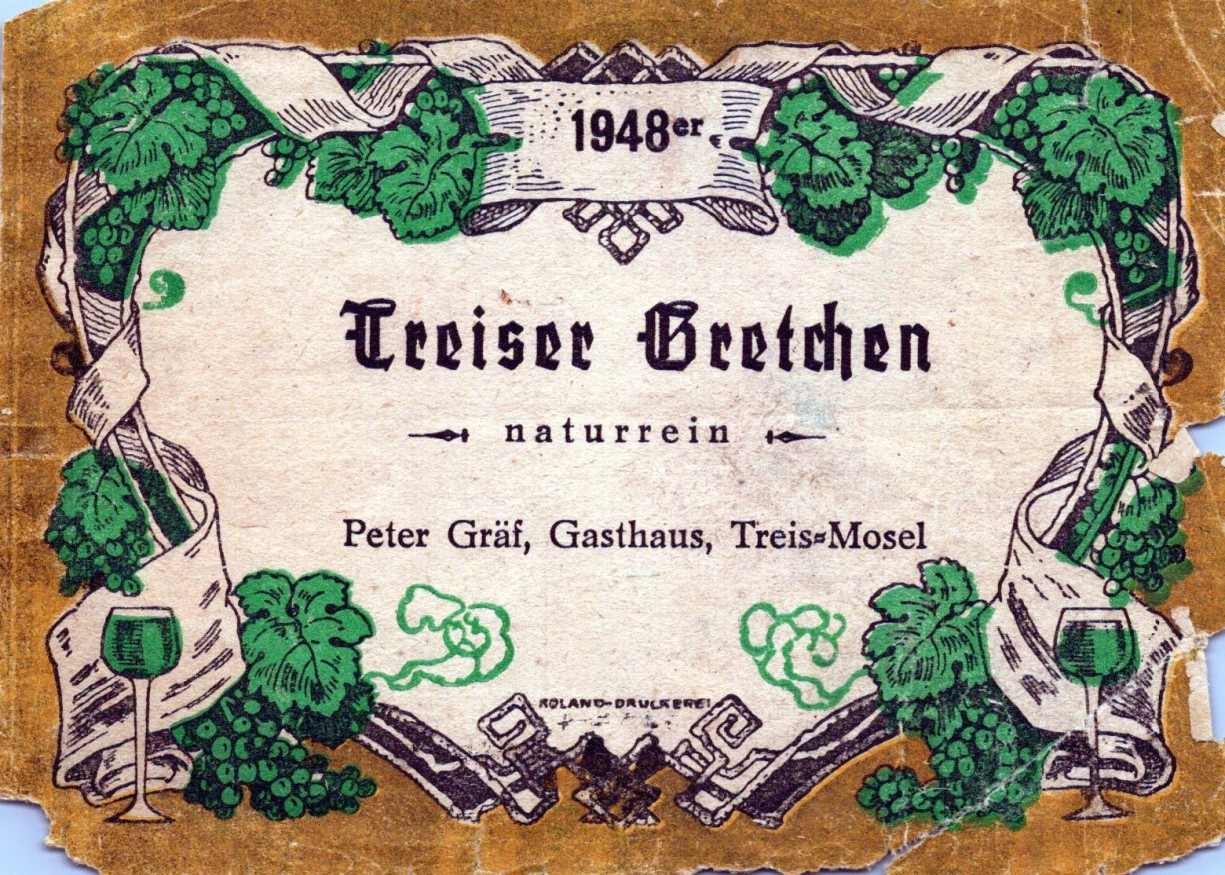 1948er
Treiser Gretchen
naturrein
Peter Gräf, Gasthaus, Treis=Mosel
ROLAND-DRUCKEREI